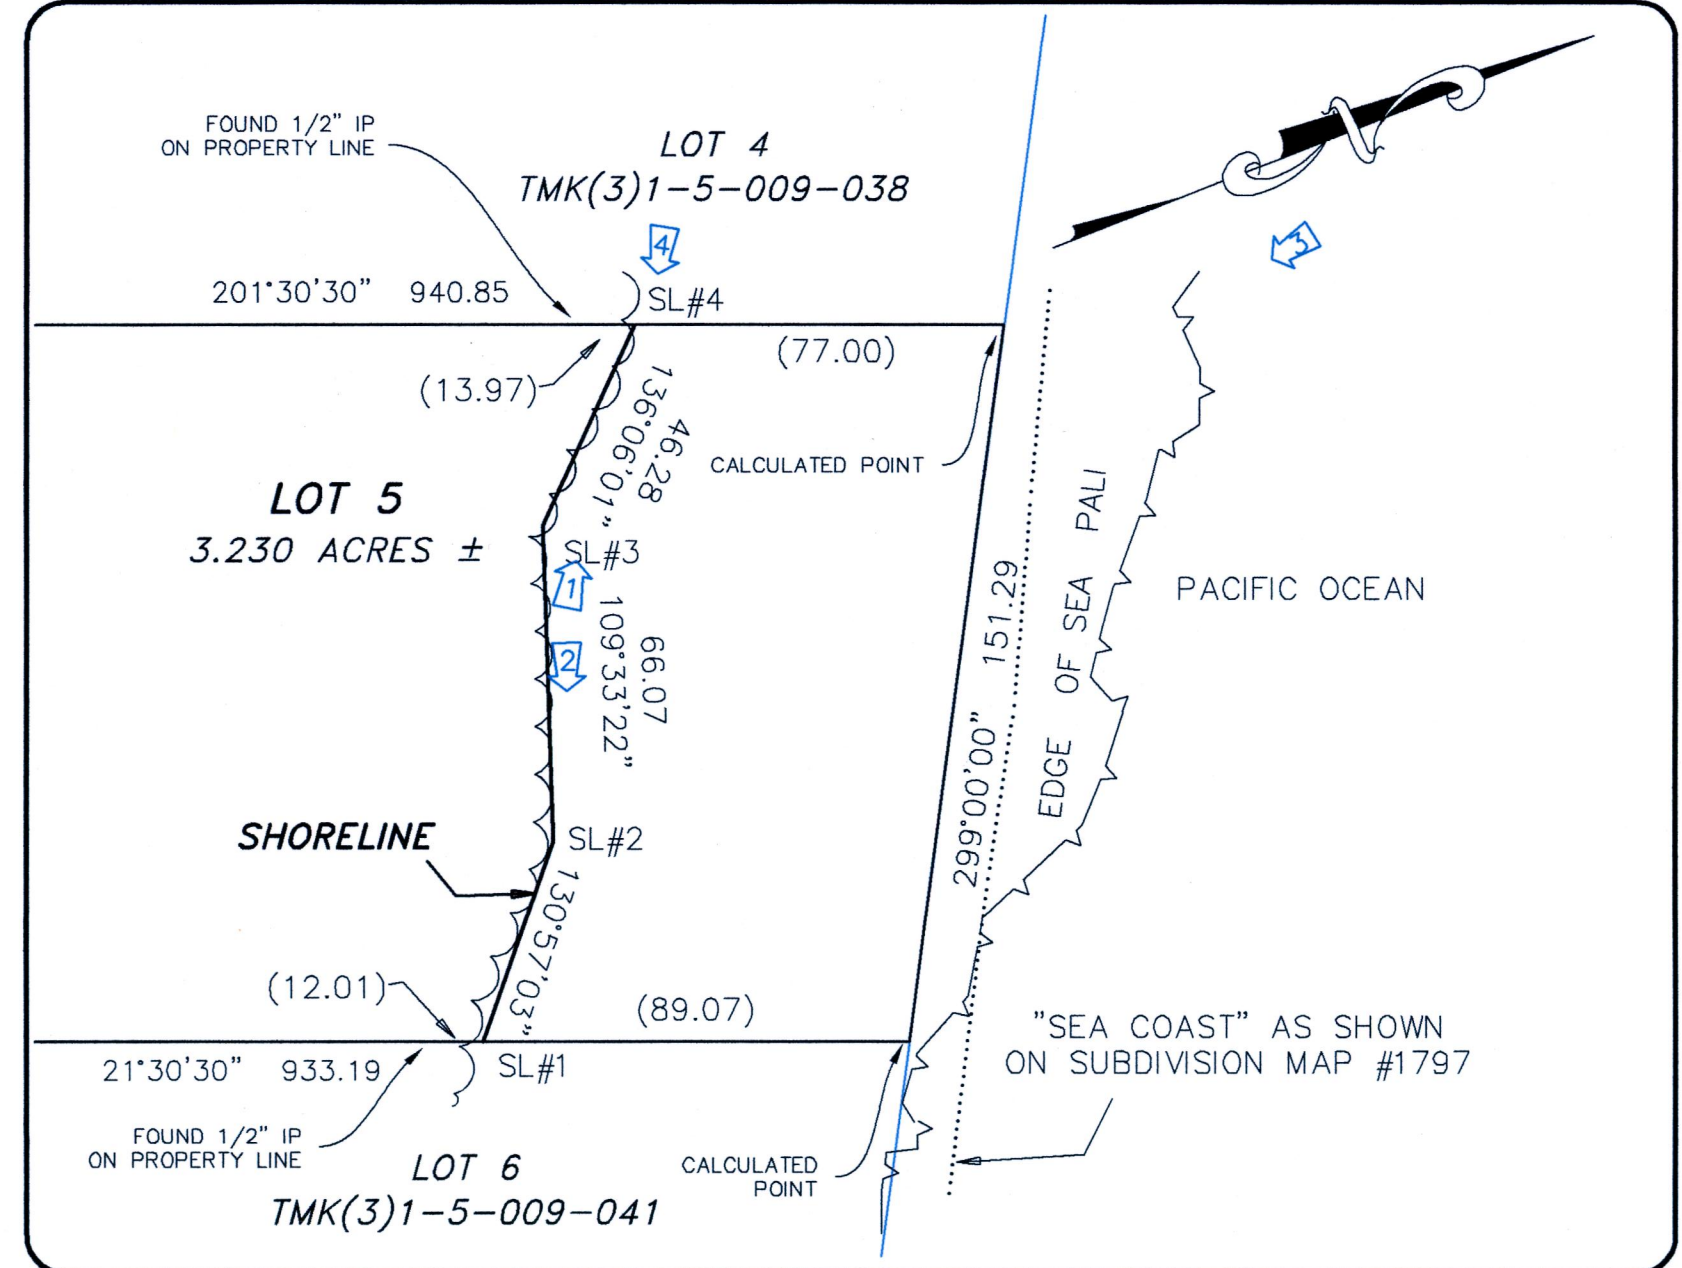 FOUND 1/2" IP
ON PROPERTY LINE
LOT 4
TMK(3)1-5-009-038
N
3
4
201°30'30" 940.85
SL#4
(77.00)
(13.97)
46.28
136°06'01"
CALCULATED POINT
LOT 5
3.230 ACRES ±
SL#3
1
EDGE OF SEA PALI
PACIFIC OCEAN
299°00'00" 151.29
66.07
109°33'22"
2
SHORELINE
SL#2
130°57'03"
(12.01)
(89.07)
"SEA COAST" AS SHOWN
ON SUBDIVISION MAP #1797
21°30'30" 933.19
SL#1
FOUND 1/2" IP
ON PROPERTY LINE
LOT 6
TMK(3)1-5-009-041
CALCULATED
POINT